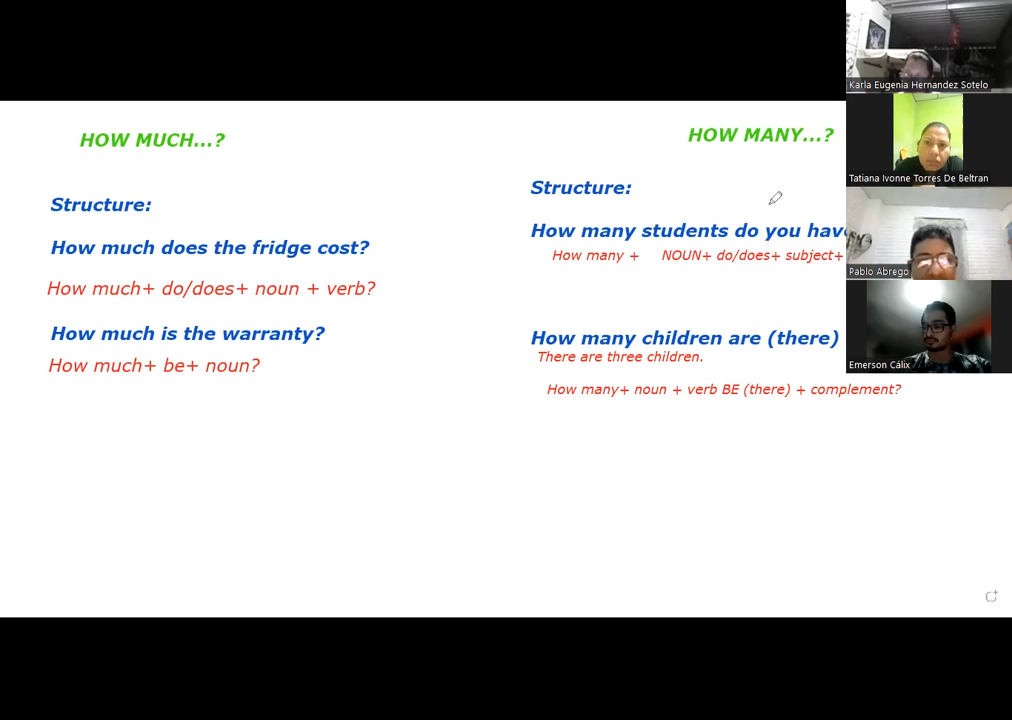 HOW MUCH...?
Structure:
How much does the fridge cost?
How much+ do/does+ noun + verb?
How much is the warranty?
How much+ be+ noun?
HOW MANY...?
Structure:
How many students do you have
How many + NOUN+ do/does+ subject+
How many children are (there)
There are three children.
How many+ noun + verb BE (there) + complement?
Karla Eugenia Hernandez Sotelo
Tatiana Ivonne Torres De Beltran
Pablo Abrego
Emerson Cálix